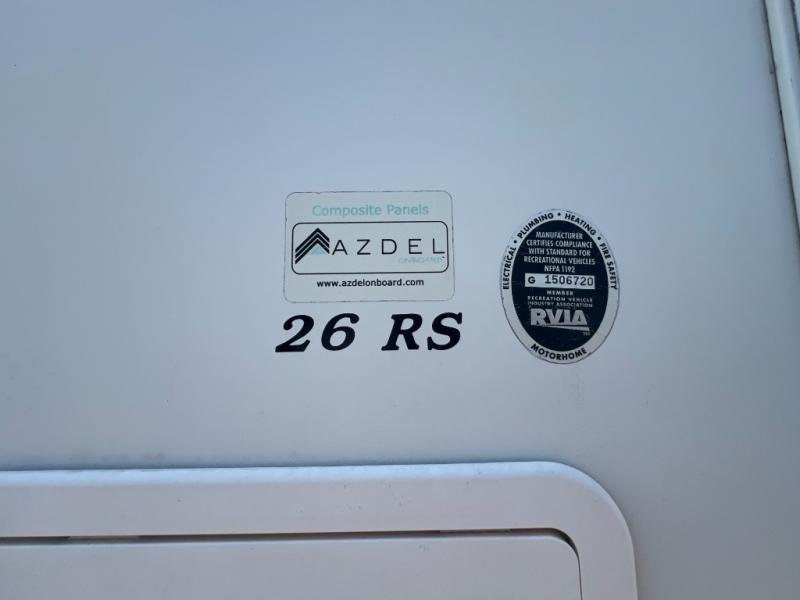 Composite Panels
AZDEL
ONBOARD
www.azdelonboard.com
26 RS
ELECTRICAL • PLUMBING • HEATING • FIRE SAFETY
MANUFACTURER
CERTIFIES COMPLIANCE
WITH STANDARD FOR
RECREATIONAL VEHICLES
NFPA 1192
G 1506720
MEMBER
RECREATION VEHICLE
INDUSTRY ASSOCIATION
RVIA
MOTORHOME